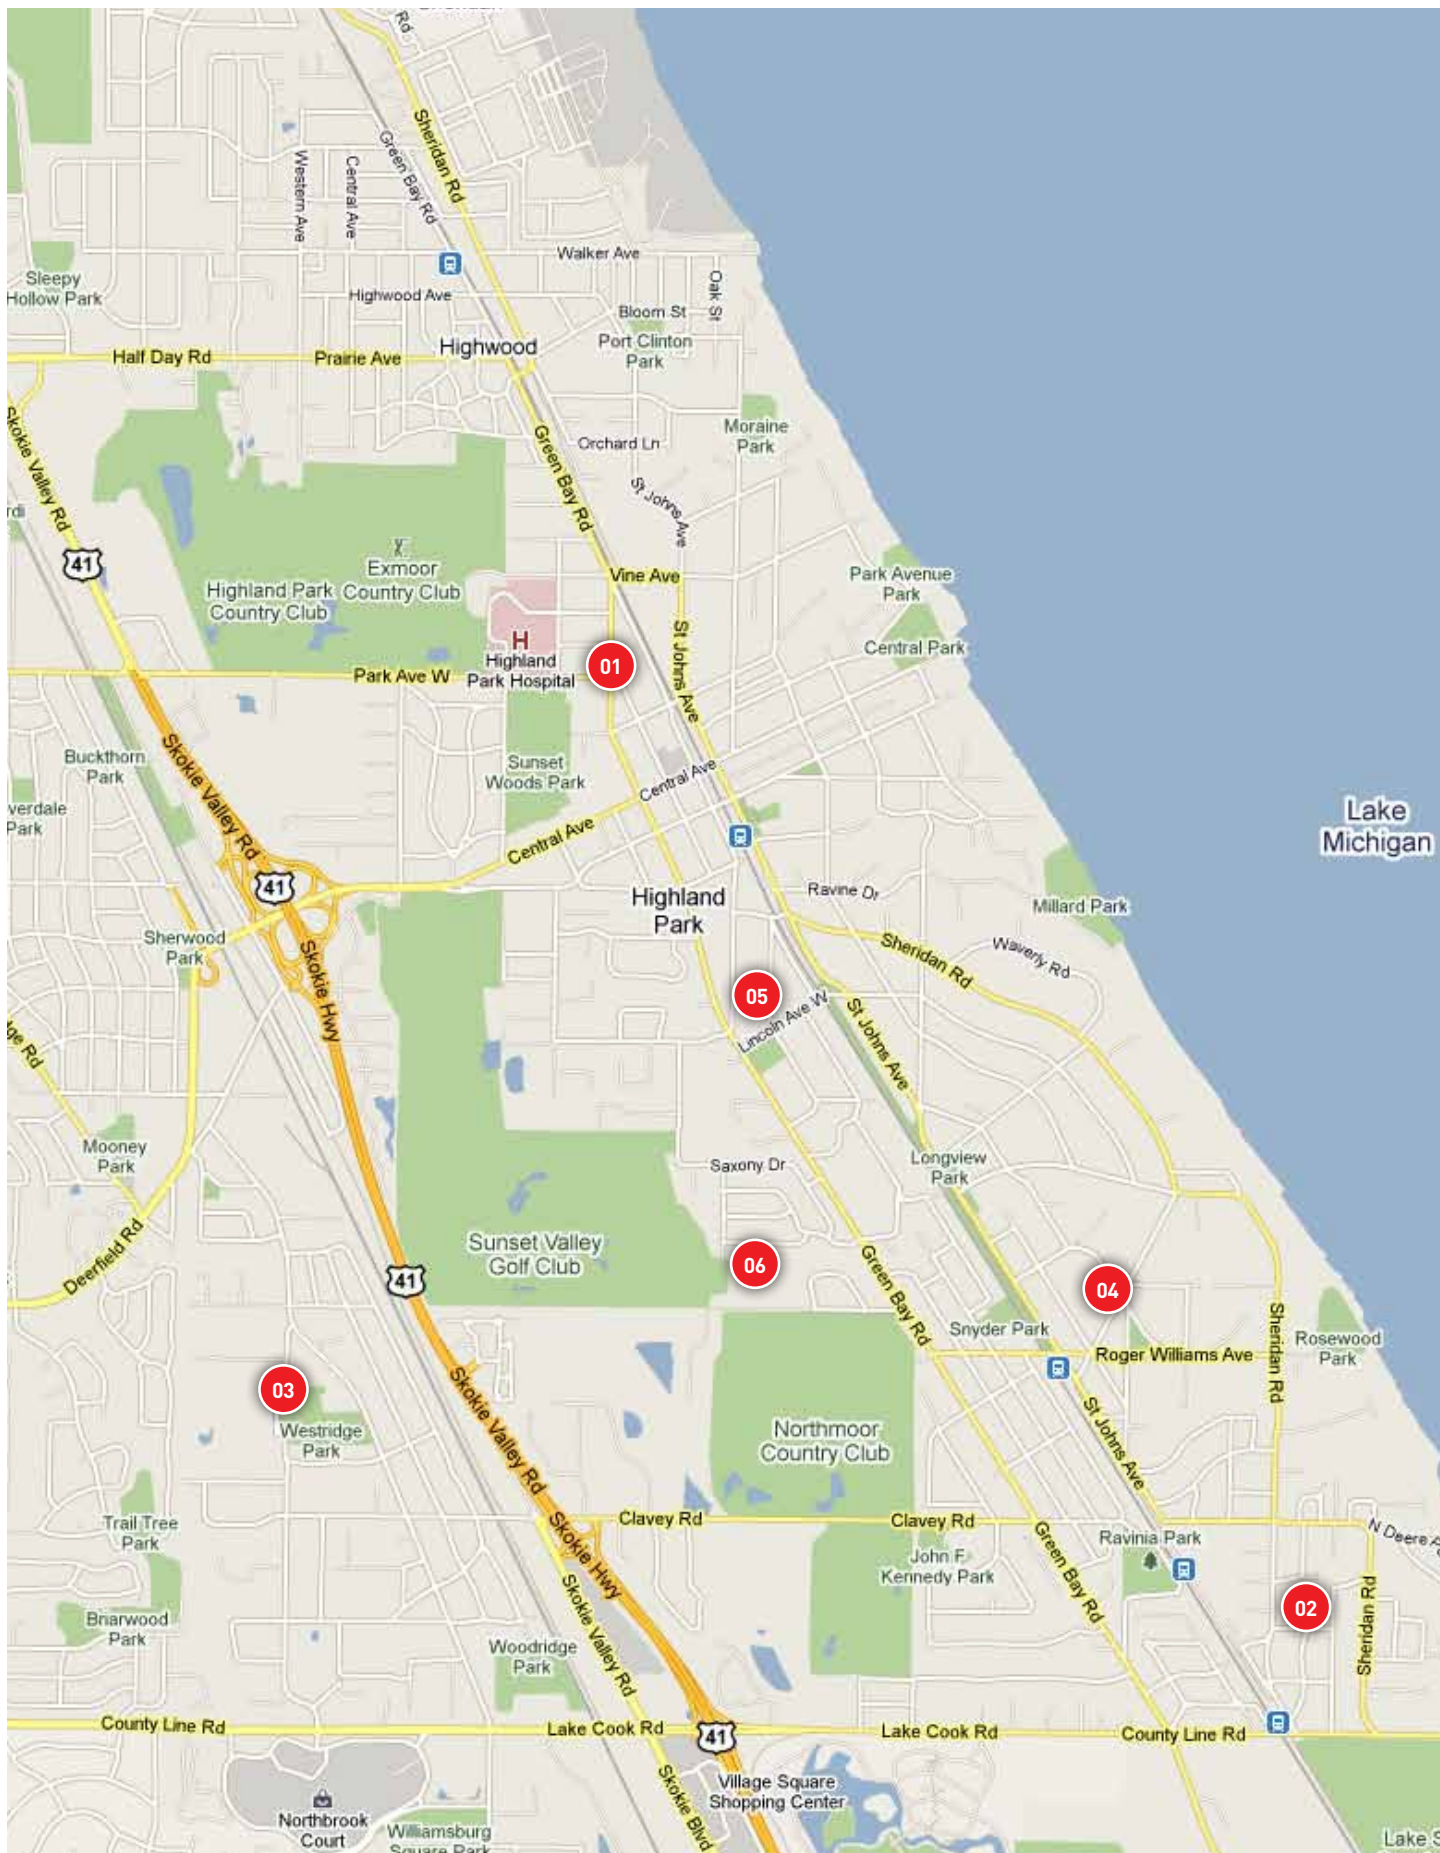 Rd
Sheridan Rd
Green Bay Rd
Western Ave
Central Ave
Walker Ave
Sleepy
Hollow Park
Highwood Ave
Oak St
Bloom St
Port Clinton
Park
Highwood
Half Day Rd
Prairie Ave
Skokie Valley Rd
Moraine
Park
Orchard Ln
Green Bay Rd
St Johns Ave
41
Exmoor
Country Club
Highland Park
Country Club
Vine Ave
Park Avenue
Park
St Johns Ave
H
Highland
Park Hospital
01
Central Park
Park Ave W
Skokie Valley Rd
Buckthorn
Park
Sunset
Woods Park
Central Ave
Central Ave
verdale
Park
Lake
Michigan
41
Highland
Park
Ravine Dr
Millard Park
Sherwood
Park
Skokie Hwy
Sheridan Rd
Waverly Rd
05
Lincoln Ave W
St Johns Ave
dge Rd
Mooney
Park
Saxony Dr
Longview
Park
Deerfield Rd
Sunset Valley
Golf Club
06
41
Green Bay Rd
04
Snyder Park
Sheridan Rd
Rosewood
Park
Roger Williams Ave
03
Westridge
Park
Skokie Valley Rd
Northmoor
Country Club
St Johns Ave
Trail Tree
Park
Clavey Rd
Clavey Rd
Skokie Hwy
Green Bay Rd
Ravinia Park
N Deere
John F
Kennedy Park
02
Sheridan Rd
Briarwood
Park
Woodridge
Park
Skokie Valley Rd
County Line Rd
Lake Cook Rd
41
Lake Cook Rd
County Line Rd
Skokie Blvd
Village Square
Shopping Center
Northbrook
Court
Williamsburg
Square Park
Lake S